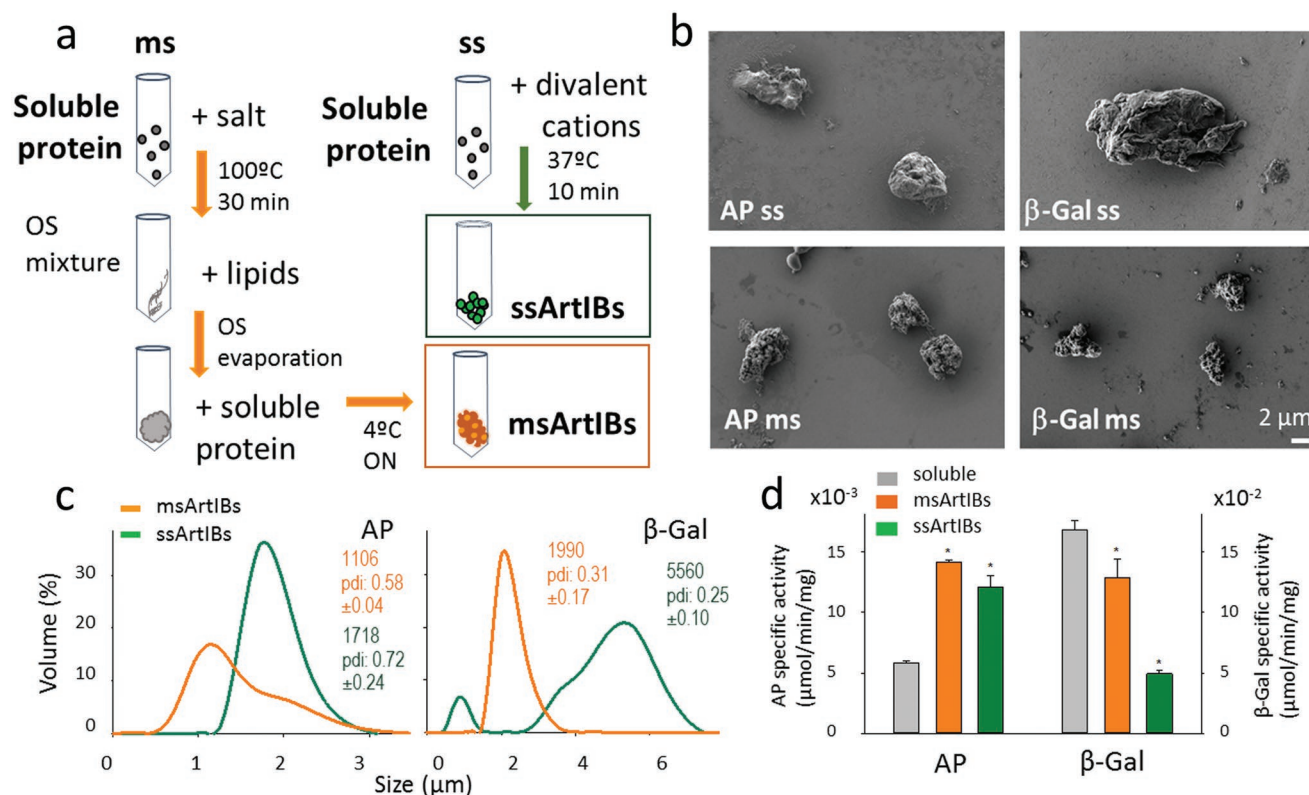 a
ms
Soluble
protein
+ salt
100ºC
30 min
OS
mixture
+ lipids
OS
evaporation
+ soluble
protein
4ºC
ON
ss
Soluble
protein
+ divalent
cations
37ºC
10 min
ssArtIBs
msArtIBs
b
AP ss
β-Gal ss
AP ms
β-Gal ms
2 µm
c
msArtIBs
ssArtIBs
AP
1106
pdi: 0.58
±0.04
1718
pdi: 0.72
±0.24
β-Gal
1990
pdi: 0.31
±0.17
5560
pdi: 0.25
±0.10
Volume (%)
30
20
10
0
0
1
2
3
0
2
4
6
Size (µm)
d
soluble
msArtIBs
ssArtIBs
x10-3
x10-2
AP specific activity
(µmol/min/mg)
15
10
5
0
* * * *
15
10
5
0
β-Gal specific activity
(µmol/min/mg)
AP
β-Gal